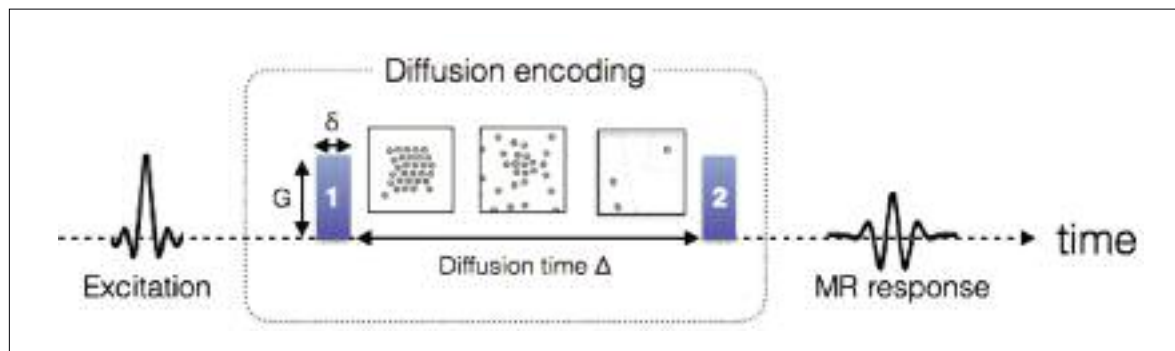 Diffusion encoding
δ
G
1
2
Diffusion time Δ
time
Excitation
MR response